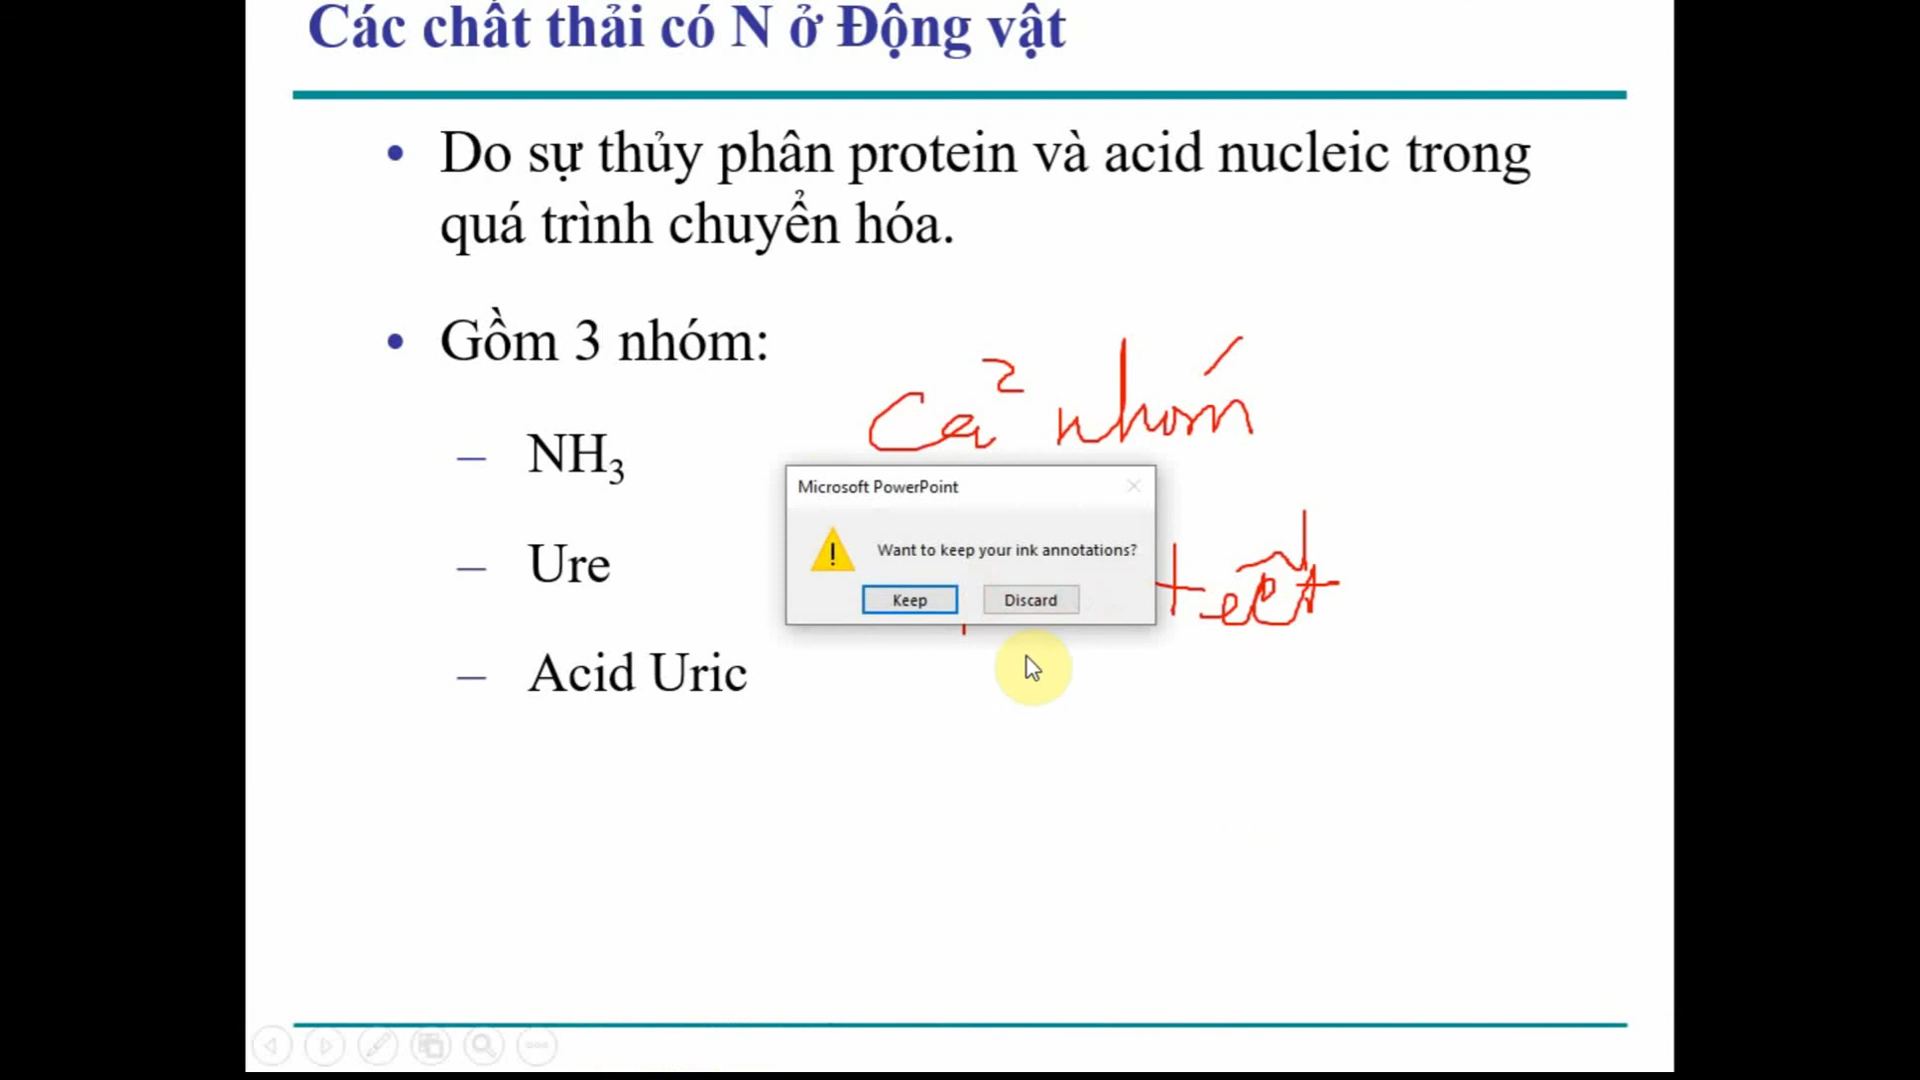 Các chất thải có N ở Động vật
• Do sự thủy phân protein và acid nucleic trong
quá trình chuyển hóa.
• Gồm 3 nhóm:
Cả nhóm
– NH₃
Microsoft PowerPoint
Want to keep your ink annotations?
– Ure
Keep Discard
– Acid Uric